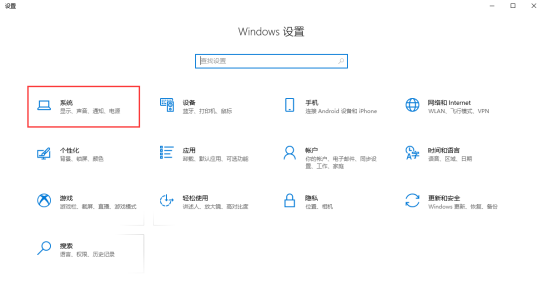 设置
Windows 设置
查找设置
系统
显示、声音、通知、电源
设备
蓝牙、打印机、鼠标
手机
连接 Android 设备和 iPhone
网络和 Internet
WLAN、飞行模式、VPN
个性化
背景、锁屏、颜色
应用
卸载、默认应用、可选功能
帐户
你的帐户、电子邮件、同步设
置、工作、家庭
时间和语言
语音、区域、日期
游戏
游戏栏、截屏、直播、游戏模式
轻松使用
讲述人、放大镜、高对比度
隐私
位置、相机
更新和安全
Windows 更新、恢复、备份
搜索
语言、权限、历史记录